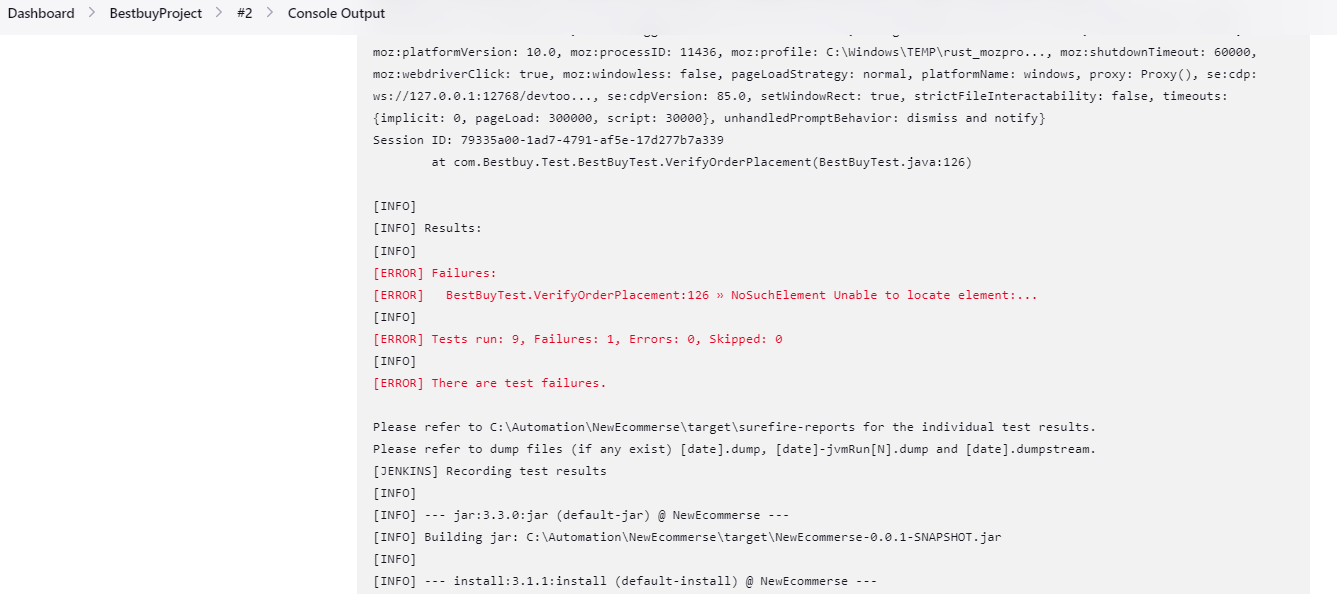 Dashboard > BestbuyProject > #2 > Console Output
moz:platformVersion: 10.0, moz:processID: 11436, moz:profile: C:\Windows\TEMP\rust_mozpro..., moz:shutdownTimeout: 60000,
moz:webdriverClick: true, moz:windowless: false, pageLoadStrategy: normal, platformName: windows, proxy: Proxy(), se:cdp:
ws://127.0.0.1:12768/devtoo..., se:cdpVersion: 85.0, setWindowRect: true, strictFileInteractability: false, timeouts:
{implicit: 0, pageLoad: 300000, script: 30000}, unhandledPromptBehavior: dismiss and notify}
Session ID: 79335a00-1ad7-4791-af5e-17d277b7a339
at com.Bestbuy.Test.BestBuyTest.VerifyOrderPlacement(BestBuyTest.java:126)
[INFO]
[INFO] Results:
[INFO]
[ERROR] Failures:
[ERROR]   BestBuyTest.VerifyOrderPlacement:126 » NoSuchElement Unable to locate element:...
[INFO]
[ERROR] Tests run: 9, Failures: 1, Errors: 0, Skipped: 0
[INFO]
[ERROR] There are test failures.
Please refer to C:\Automation\NewEcommerse\target\surefire-reports for the individual test results.
Please refer to dump files (if any exist) [date].dump, [date]-jvmRun[N].dump and [date].dumpstream.
[JENKINS] Recording test results
[INFO]
[INFO] --- jar:3.3.0:jar (default-jar) @ NewEcommerse ---
[INFO] Building jar: C:\Automation\NewEcommerse\target\NewEcommerse-0.0.1-SNAPSHOT.jar
[INFO]
[INFO] --- install:3.1.1:install (default-install) @ NewEcommerse ---